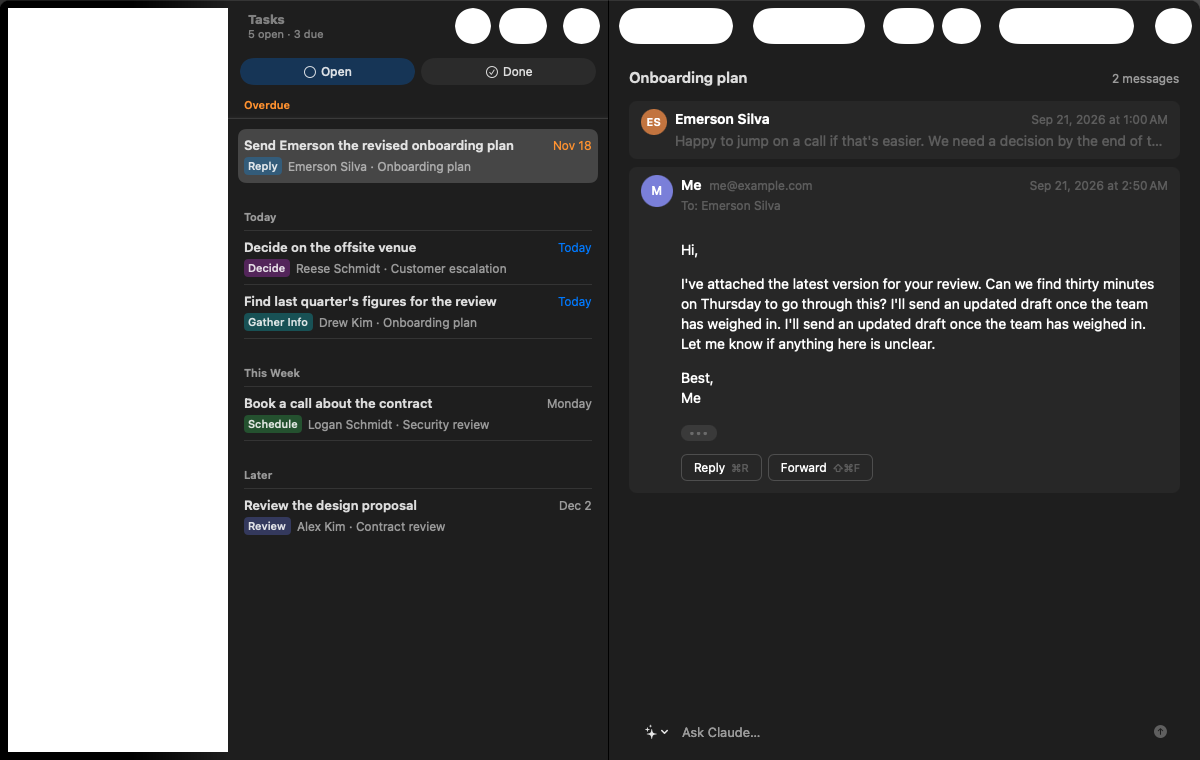 Tasks
5 open · 3 due
Open
Done
Overdue
Send Emerson the revised onboarding plan
Nov 18
Reply
Emerson Silva · Onboarding plan
Today
Decide on the offsite venue
Today
Decide
Reese Schmidt · Customer escalation
Find last quarter's figures for the review
Today
Gather Info
Drew Kim · Onboarding plan
This Week
Book a call about the contract
Monday
Schedule
Logan Schmidt · Security review
Later
Review the design proposal
Dec 2
Review
Alex Kim · Contract review
Onboarding plan
2 messages
ES
Emerson Silva
Sep 21, 2026 at 1:00 AM
Happy to jump on a call if that's easier. We need a decision by the end of t...
M
Me me@example.com
Sep 21, 2026 at 2:50 AM
To: Emerson Silva
Hi,
I've attached the latest version for your review. Can we find thirty minutes
on Thursday to go through this? I'll send an updated draft once the team
has weighed in. I'll send an updated draft once the team has weighed in.
Let me know if anything here is unclear.
Best,
Me
Reply ⌘R
Forward ⇧⌘F
Ask Claude...